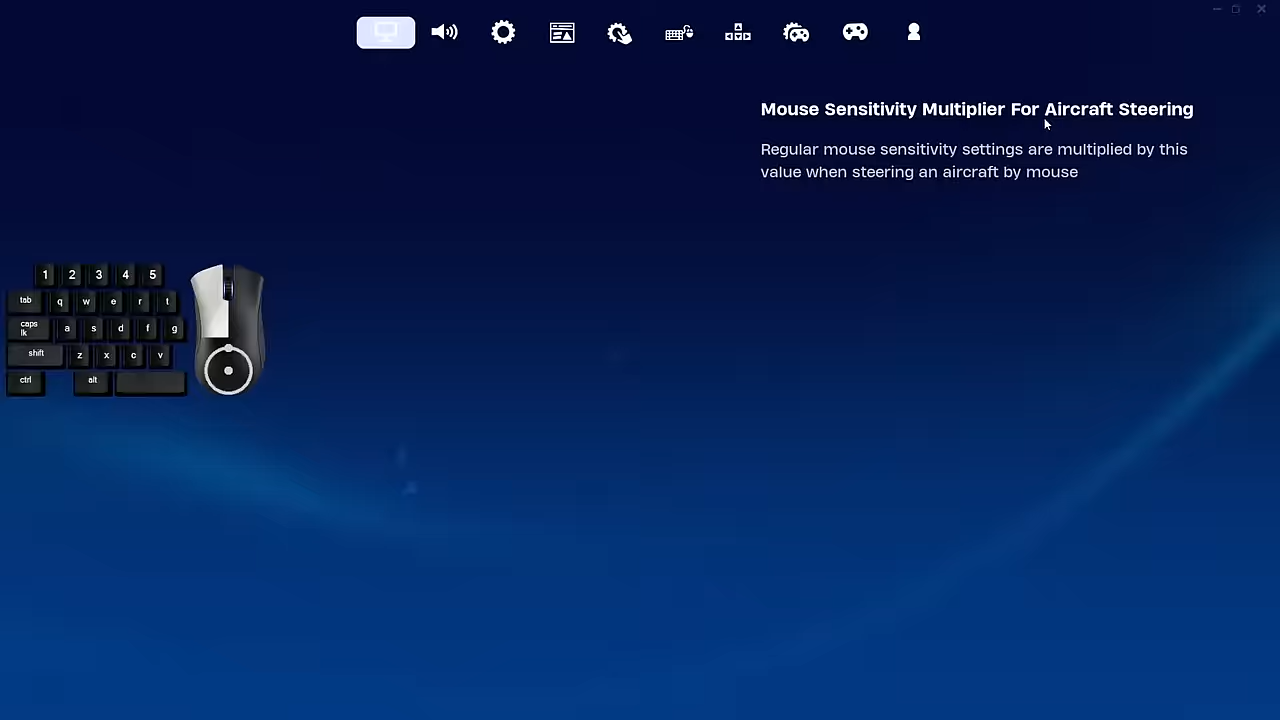 Mouse Sensitivity Multiplier For Aircraft Steering
Regular mouse sensitivity settings are multiplied by this
value when steering an aircraft by mouse
1 2 3 4 5
tab q w e r t
caps
lk a s d f g
shift z x c v
ctrl alt